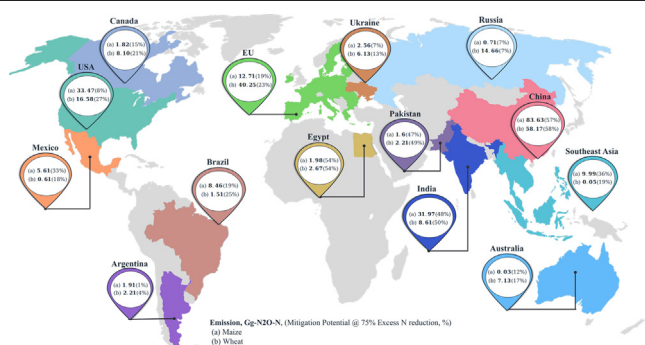 Canada
(a) 1.82(15%)
(b) 8.10(21%)
USA
(a) 33.47(8%)
(b) 16.58(27%)
Mexico
(a) 5.61(33%)
(b) 0.61(18%)
Brazil
(a) 8.46(19%)
(b) 1.51(25%)
Argentina
(a) 1.91(1%)
(b) 2.21(4%)
EU
(a) 12.71(19%)
(b) 40.25(23%)
Ukraine
(a) 2.56(7%)
(b) 6.13(13%)
Russia
(a) 0.71(7%)
(b) 14.66(7%)
Egypt
(a) 1.98(54%)
(b) 2.67(54%)
Pakistan
(a) 1.6(47%)
(b) 2.21(49%)
China
(a) 83.63(57%)
(b) 58.17(58%)
India
(a) 31.97(48%)
(b) 8.61(50%)
Southeast Asia
(a) 9.99(36%)
(b) 0.05(19%)
Australia
(a) 0.03(12%)
(b) 7.13(17%)
Emission, Gg-N2O-N, (Mitigation Potential @ 75% Excess N reduction, %)
(a) Maize
(b) Wheat